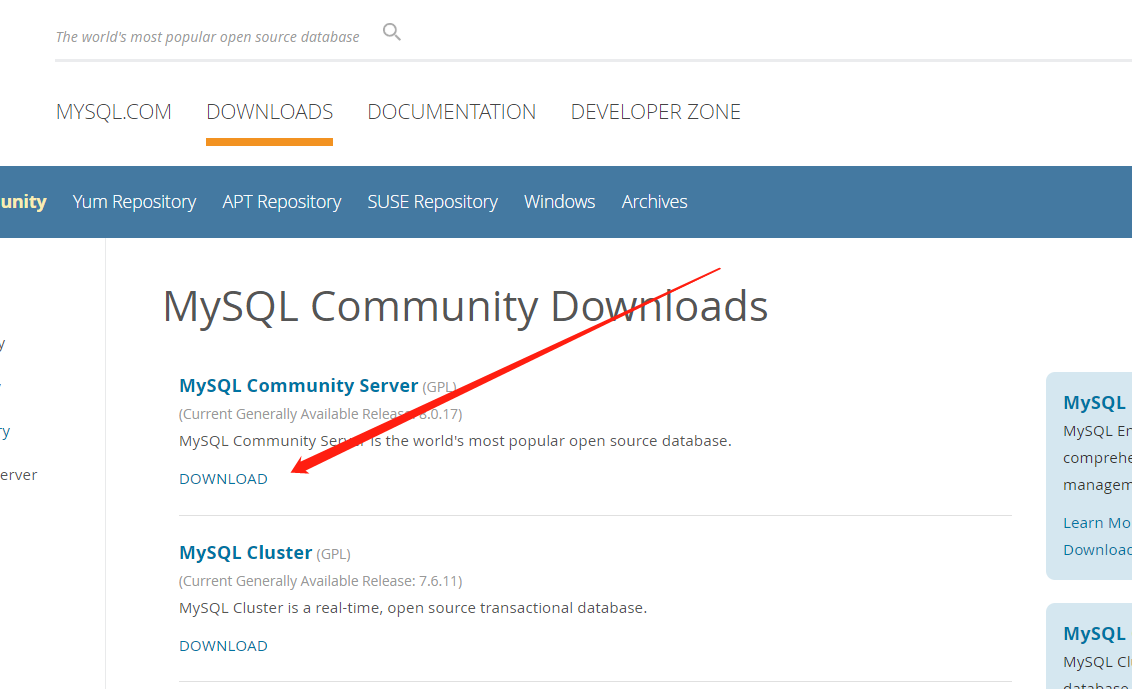 The world's most popular open source database
MYSQL.COM DOWNLOADS DOCUMENTATION DEVELOPER ZONE
unity Yum Repository APT Repository SUSE Repository Windows Archives
MySQL Community Downloads
y
ry
erver
MySQL Community Server (GPL)
(Current Generally Available Release: 8.0.17)
MySQL Community Server is the world's most popular open source database.
DOWNLOAD
MySQL Cluster (GPL)
(Current Generally Available Release: 7.6.11)
MySQL Cluster is a real-time, open source transactional database.
DOWNLOAD
MySQL
MySQL En
comprehe
managem
Learn Mo
Download
MySQL
MySQL Cl
database